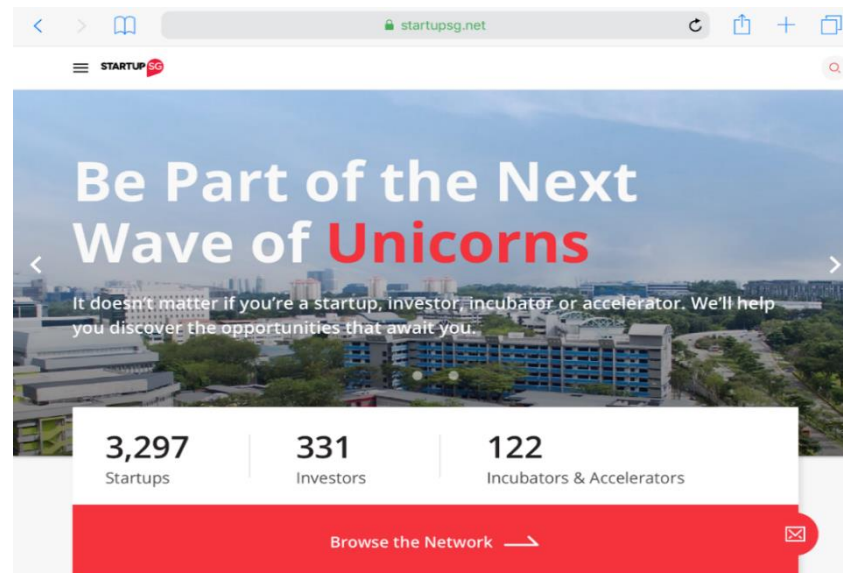 startupsg.net
STARTUP SG
Be Part of the Next
Wave of Unicorns
It doesn't matter if you're a startup, investor, incubator or accelerator. We'll help
you discover the opportunities that await you.
3,297
Startups
331
Investors
122
Incubators & Accelerators
Browse the Network